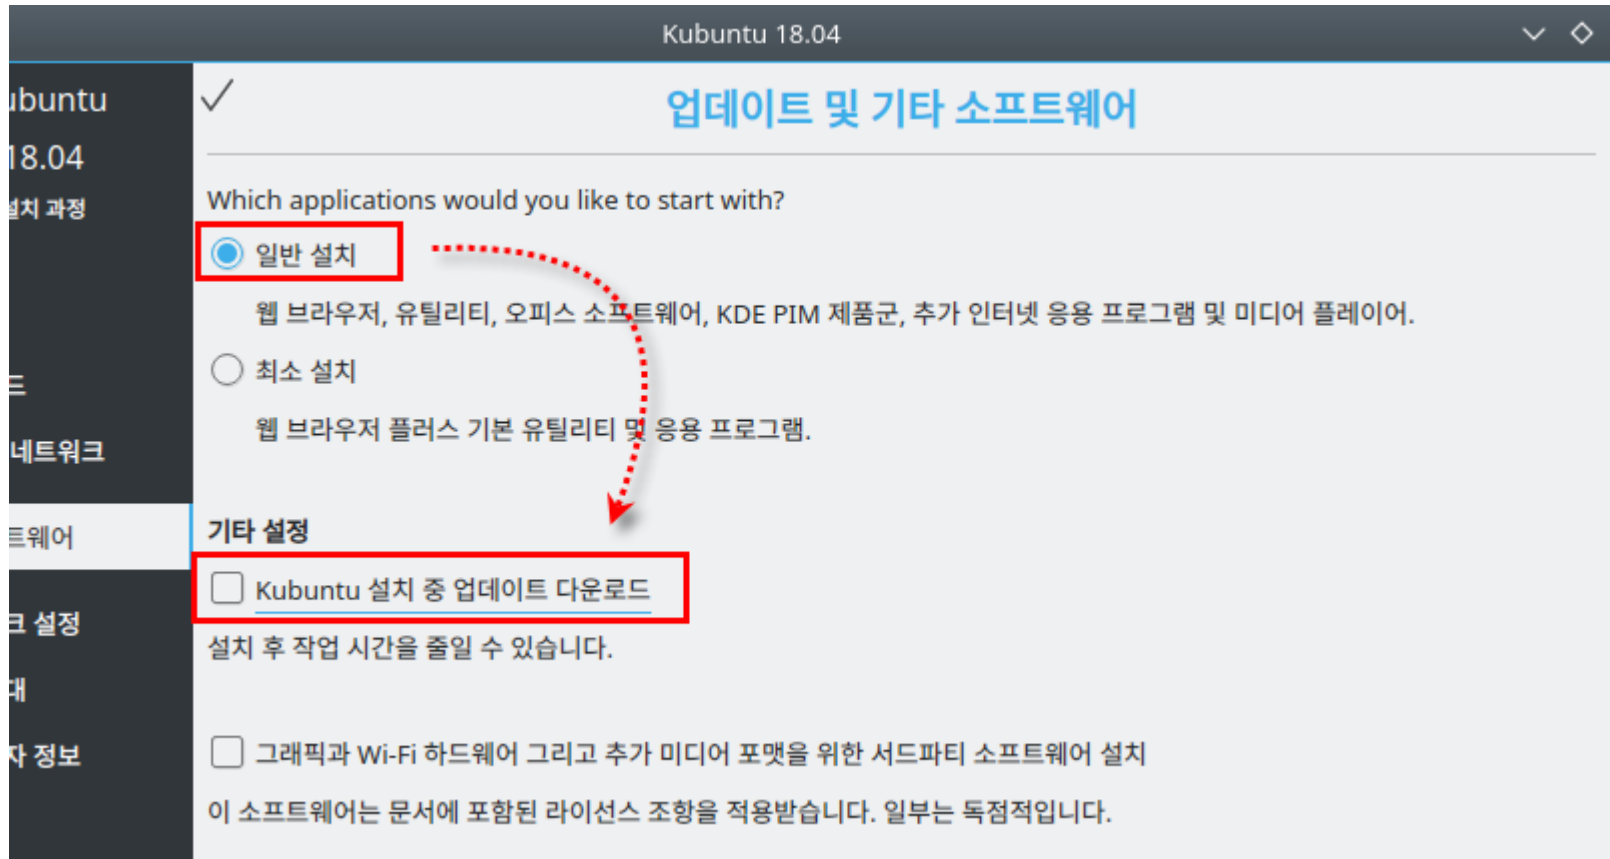 Kubuntu 18.04
ubuntu
18.04
설치 과정
드
네트워크
트웨어
크 설정
대
자 정보
업데이트 및 기타 소프트웨어
Which applications would you like to start with?
일반 설치
웹 브라우저, 유틸리티, 오피스 소프트웨어, KDE PIM 제품군, 추가 인터넷 응용 프로그램 및 미디어 플레이어.
최소 설치
웹 브라우저 플러스 기본 유틸리티 및 응용 프로그램.
기타 설정
Kubuntu 설치 중 업데이트 다운로드
설치 후 작업 시간을 줄일 수 있습니다.
그래픽과 Wi-Fi 하드웨어 그리고 추가 미디어 포맷을 위한 서드파티 소프트웨어 설치
이 소프트웨어는 문서에 포함된 라이선스 조항을 적용받습니다. 일부는 독점적입니다.